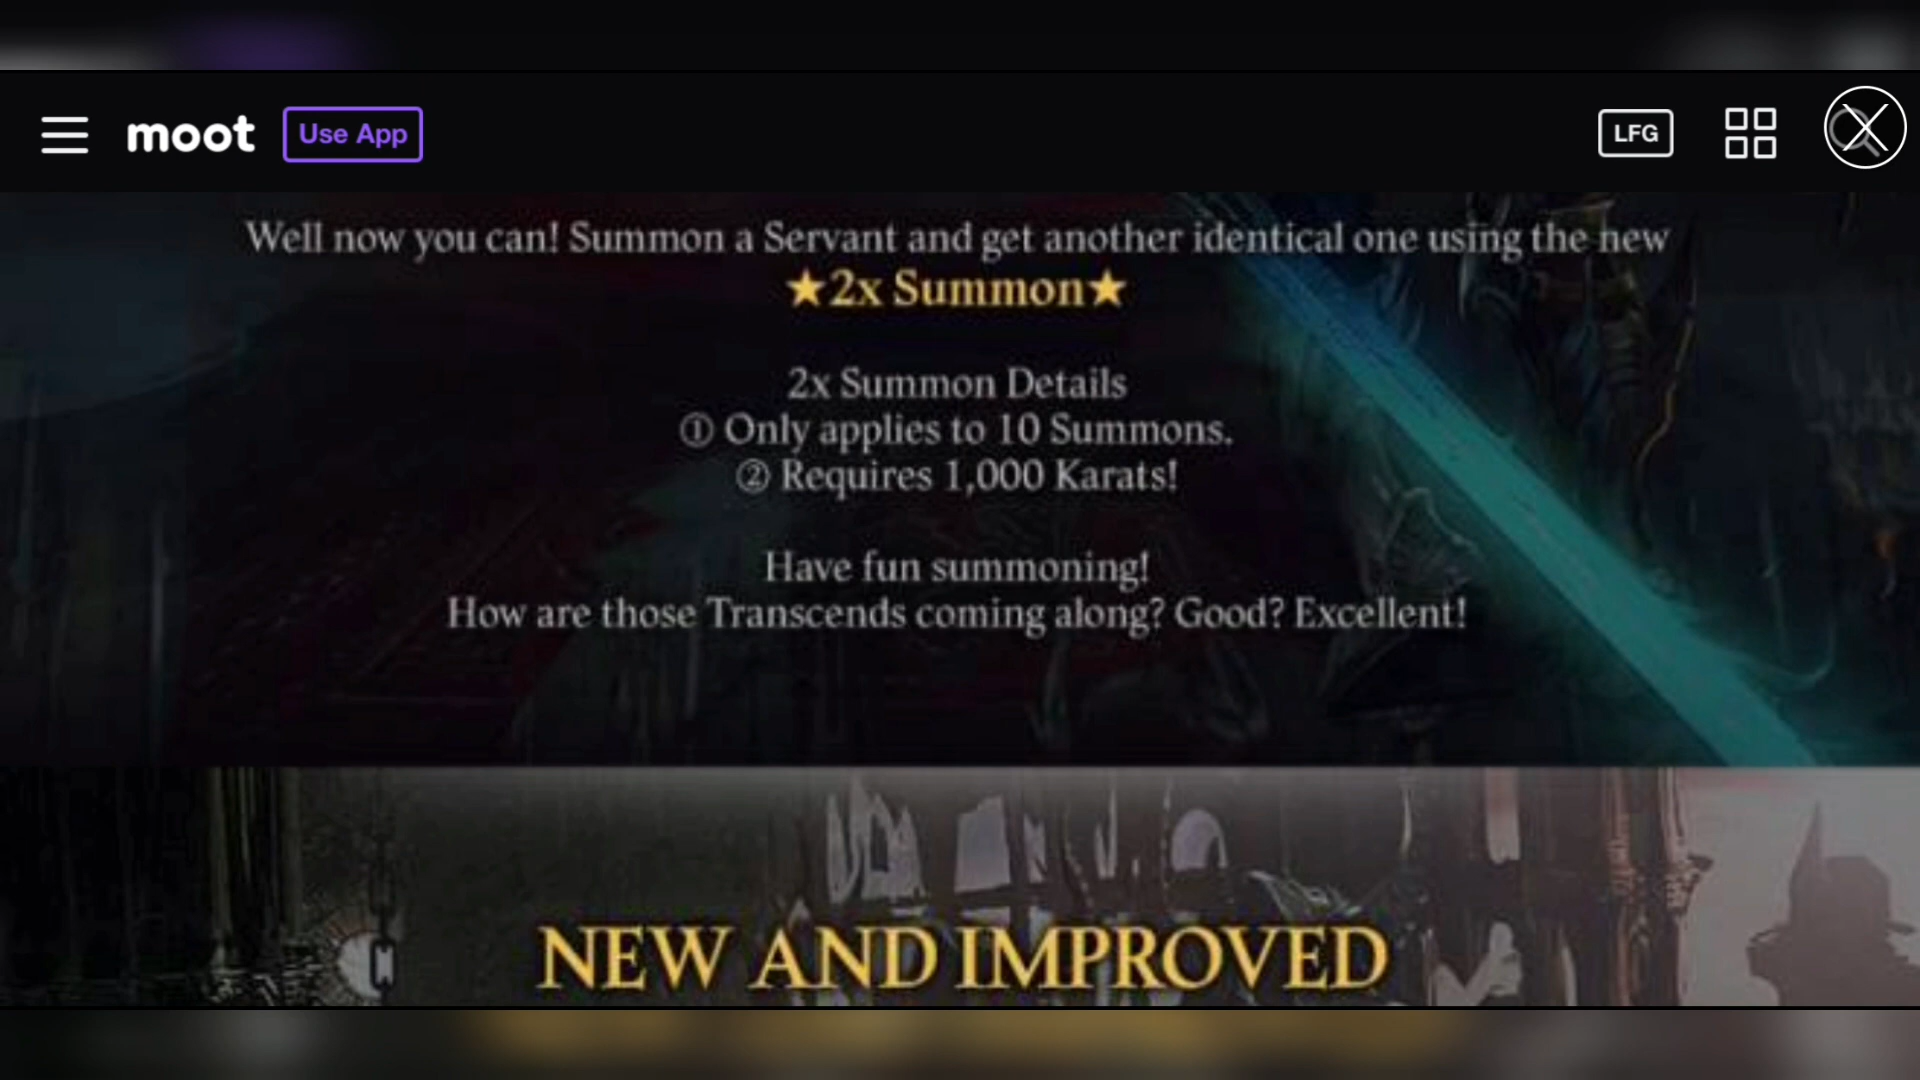 moot
Use App
LFG
Well now you can! Summon a Servant and get another identical one using the new
★2x Summon★
2x Summon Details
① Only applies to 10 Summons.
② Requires 1,000 Karats!
Have fun summoning!
How are those Transcends coming along? Good? Excellent!
NEW AND IMPROVED